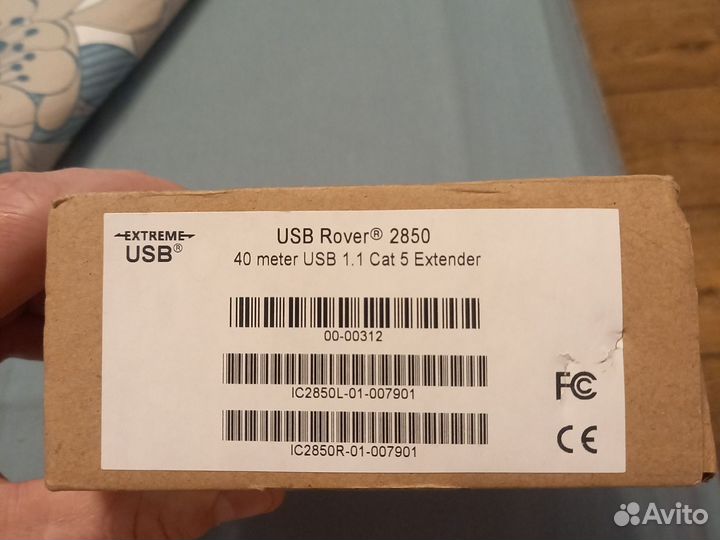 EXTREME
USB®
USB Rover® 2850
40 meter USB 1.1 Cat 5 Extender
00-00312
IC2850L-01-007901
IC2850R-01-007901
FC
CE
Avito